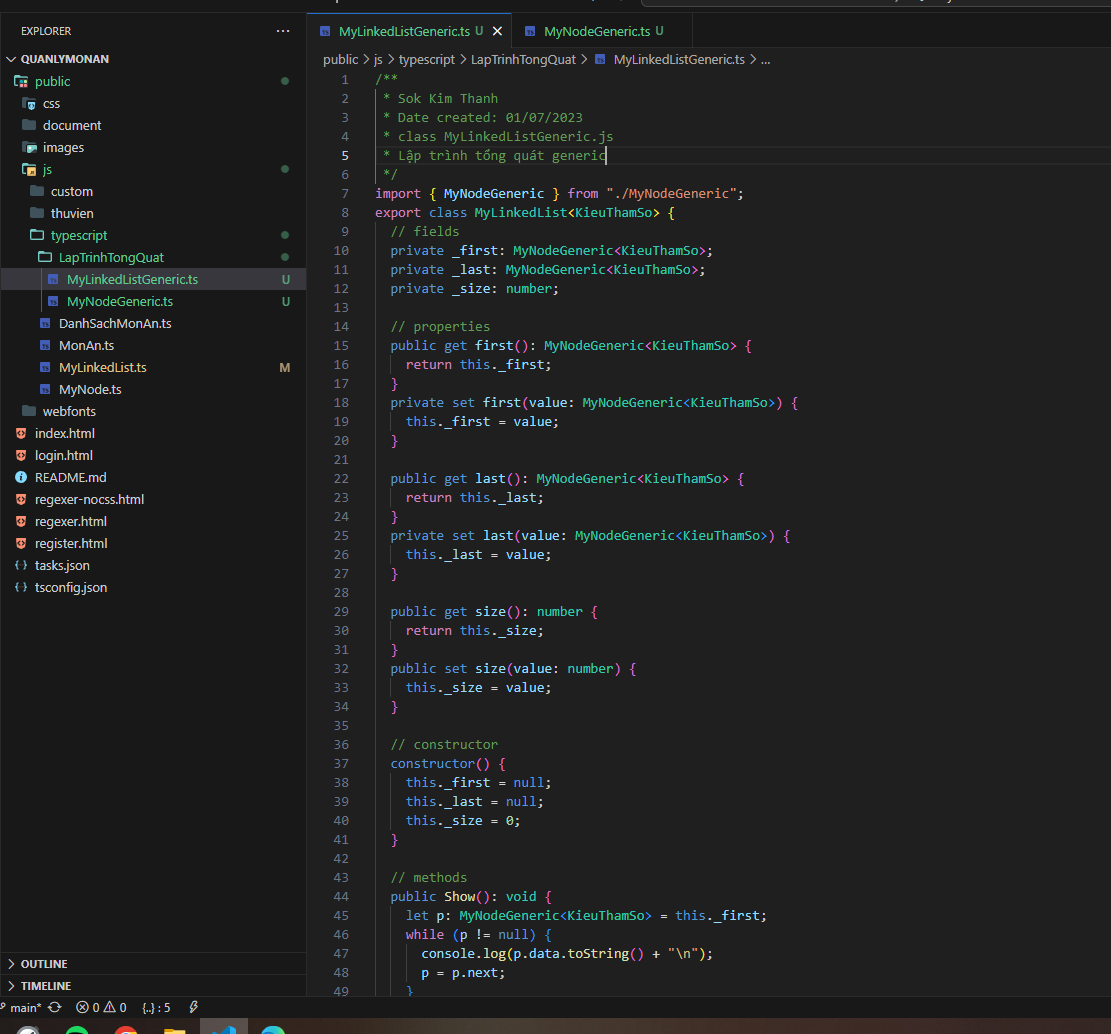 EXPLORER
QUANLYMONAN
public
css
document
images
js
custom
thuvien
typescript
LapTrinhTongQuat
MyLinkedListGeneric.ts U
MyNodeGeneric.ts U
DanhSachMonAn.ts
MonAn.ts
MyLinkedList.ts M
MyNode.ts
webfonts
index.html
login.html
README.md
regexer-nocss.html
regexer.html
register.html
tasks.json
tsconfig.json
OUTLINE
TIMELINE
MyLinkedListGeneric.ts U
MyNodeGeneric.ts U
public > js > typescript > LapTrinhTongQuat > MyLinkedListGeneric.ts > ...
1 /**
2 * Sok Kim Thanh
3 * Date created: 01/07/2023
4 * class MyLinkedListGeneric.js
5 * Lập trình tổng quát generic
6 */
7 import { MyNodeGeneric } from "./MyNodeGeneric";
8 export class MyLinkedList<KieuThamSo> {
9 // fields
10 private _first: MyNodeGeneric<KieuThamSo>;
11 private _last: MyNodeGeneric<KieuThamSo>;
12 private _size: number;
13
14 // properties
15 public get first(): MyNodeGeneric<KieuThamSo> {
16 return this._first;
17 }
18 private set first(value: MyNodeGeneric<KieuThamSo>) {
19 this._first = value;
20 }
21
22 public get last(): MyNodeGeneric<KieuThamSo> {
23 return this._last;
24 }
25 private set last(value: MyNodeGeneric<KieuThamSo>) {
26 this._last = value;
27 }
28
29 public get size(): number {
30 return this._size;
31 }
32 public set size(value: number) {
33 this._size = value;
34 }
35
36 // constructor
37 constructor() {
38 this._first = null;
39 this._last = null;
40 this._size = 0;
41 }
42
43 // methods
44 public Show(): void {
45 let p: MyNodeGeneric<KieuThamSo> = this._first;
46 while (p != null) {
47 console.log(p.data.toString() + "\n");
48 p = p.next;
49 }
main* 0 0 {..} : 5